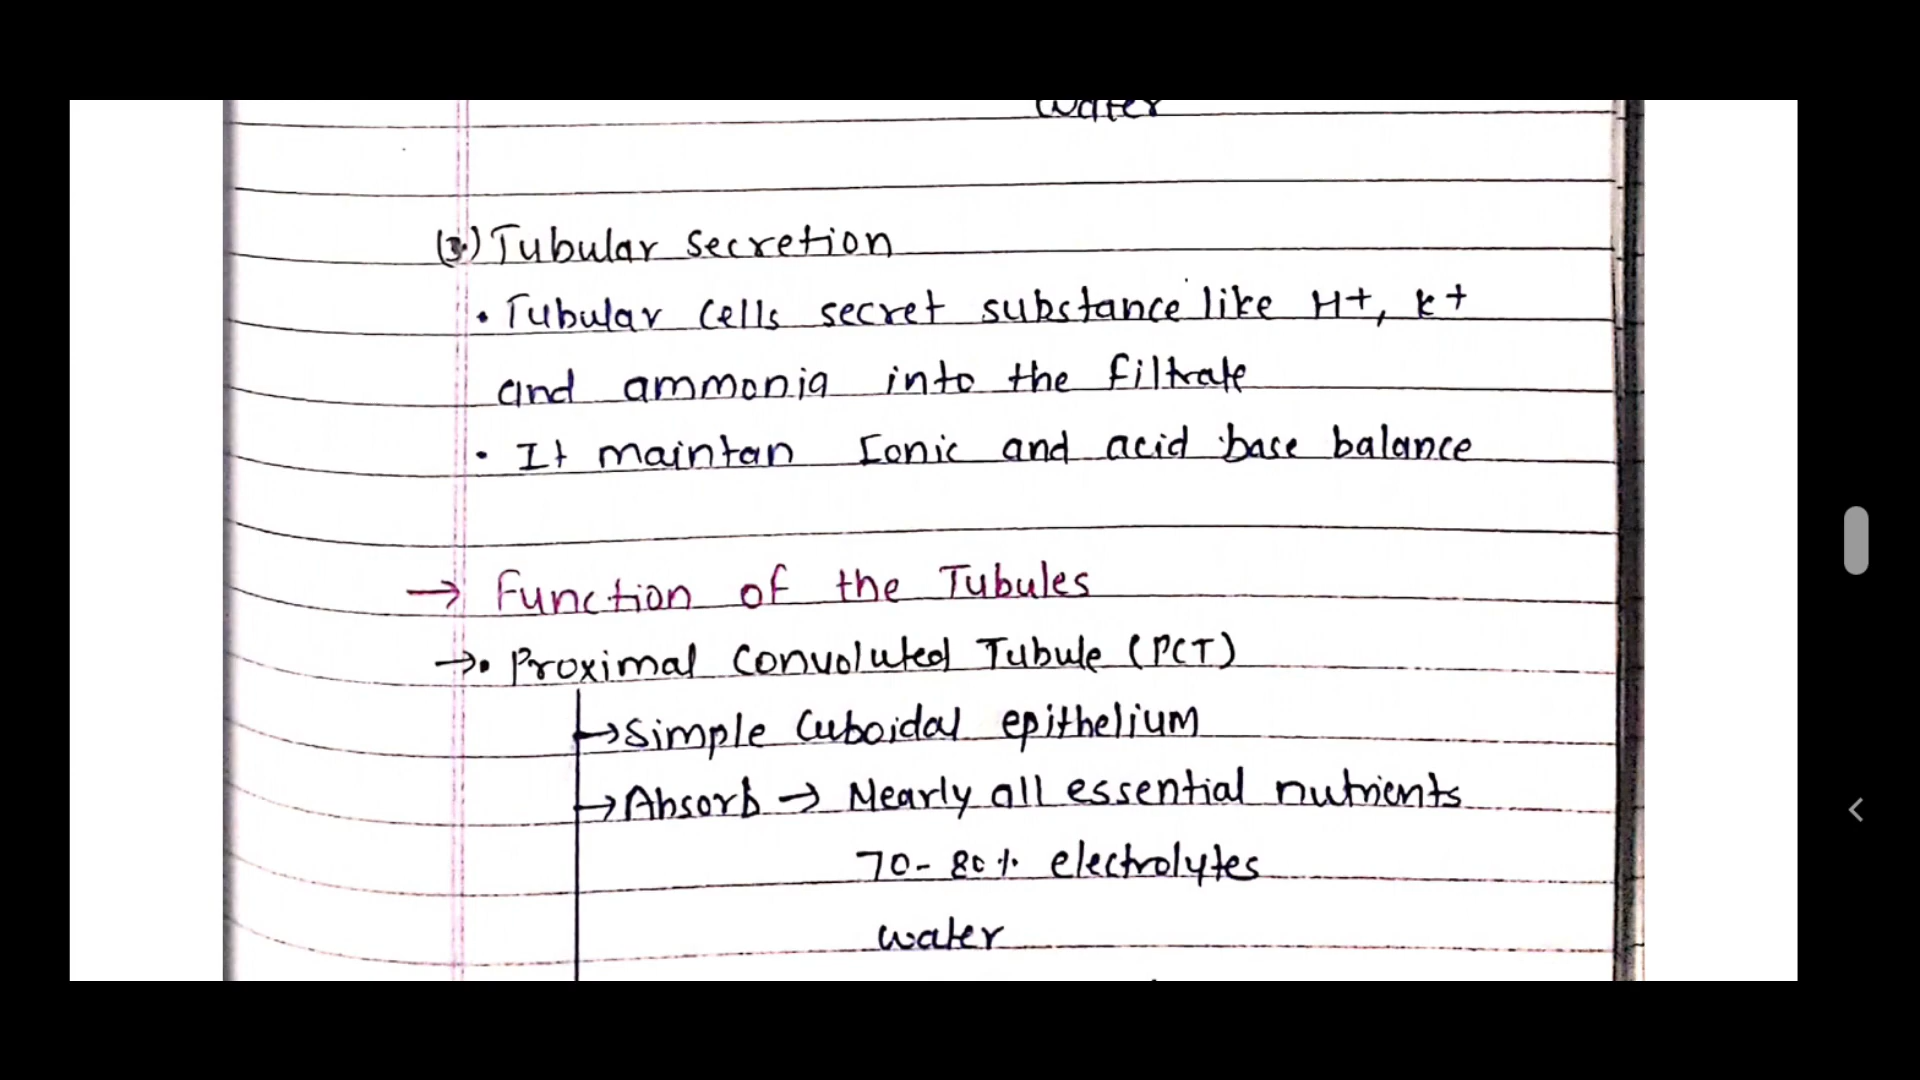 water
(3.) Tubular secretion
• Tubular cells secret substance like H+, k+
and ammonia into the filtrate
• It maintan Ionic and acid base balance
→ Function of the Tubules
→• Proximal convoluted Tubule (PCT)
→ Simple cuboidal epithelium
→ Absorb → Nearly all essential nutrients
70-80% electrolytes
water